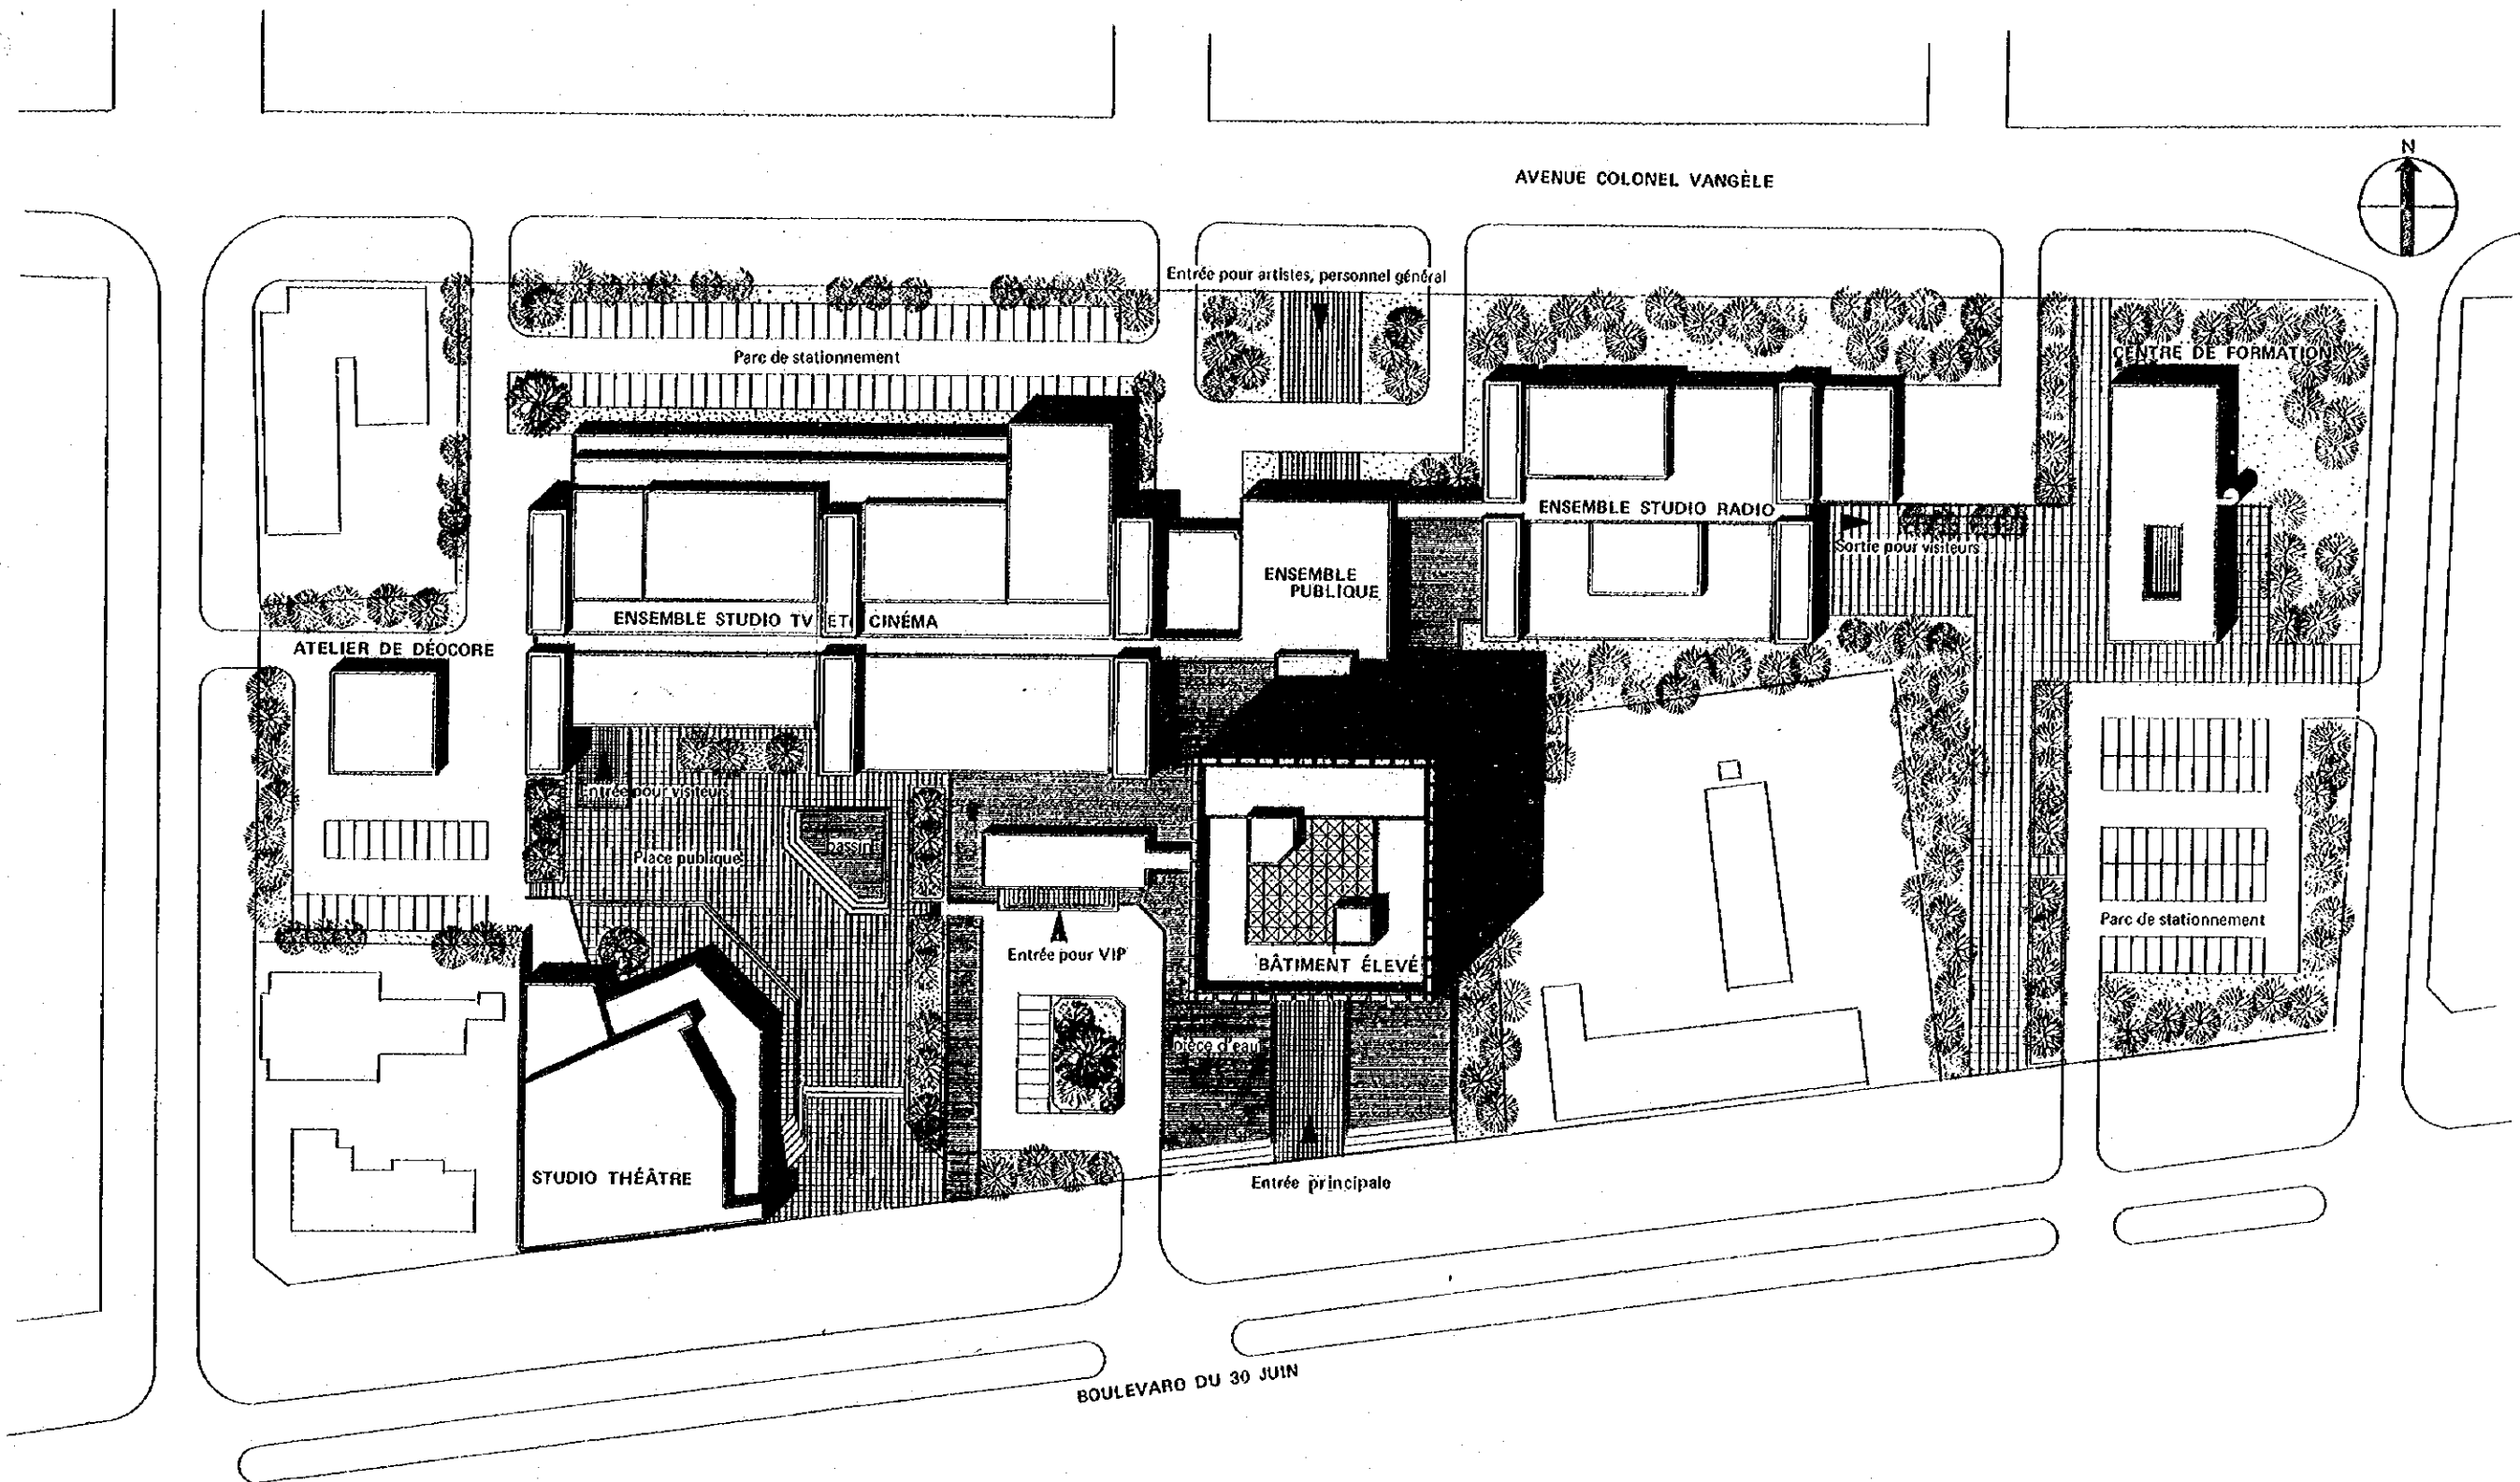 AVENUE COLONEL VANGÈLE
N
Entrée pour artistes, personnel général
Parc de stationnement
CENTRE DE FORMATION
ENSEMBLE STUDIO RADIO
Sortie pour visiteurs
ENSEMBLE
PUBLIQUE
ENSEMBLE STUDIO TV ET CINÉMA
ATELIER DE DÉOCORE
Entrée pour visiteurs
Place publique
bassin
Parc de stationnement
Entrée pour VIP
BÂTIMENT ÉLEVÉ
pièce d'eau
STUDIO THÉÂTRE
Entrée principale
BOULEVARD DU 30 JUIN